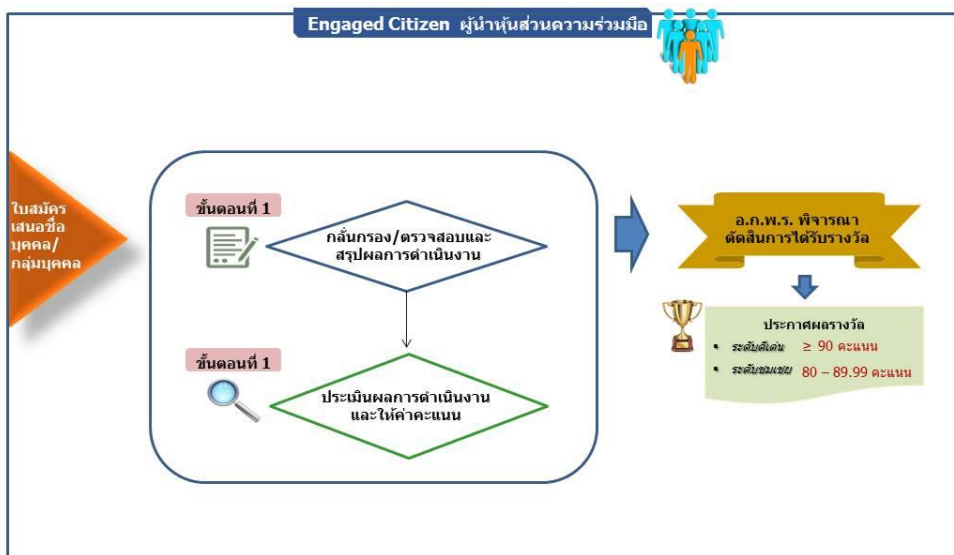 Engaged Citizen ผู้นำหุ้นส่วนความร่วมมือ
ใบสมัคร
เสนอชื่อ
บุคคล/
กลุ่มบุคคล
ขั้นตอนที่ 1
กลั่นกรอง/ตรวจสอบและ
สรุปผลการดำเนินงาน
ขั้นตอนที่ 1
ประเมินผลการดำเนินงาน
และให้ค่าคะแนน
อ.ก.พ.ร. พิจารณา
ตัดสินการได้รับรางวัล
ประกาศผลรางวัล
▪ ระดับดีเด่น ≥ 90 คะแนน
▪ ระดับชมเชย 80 – 89.99 คะแนน